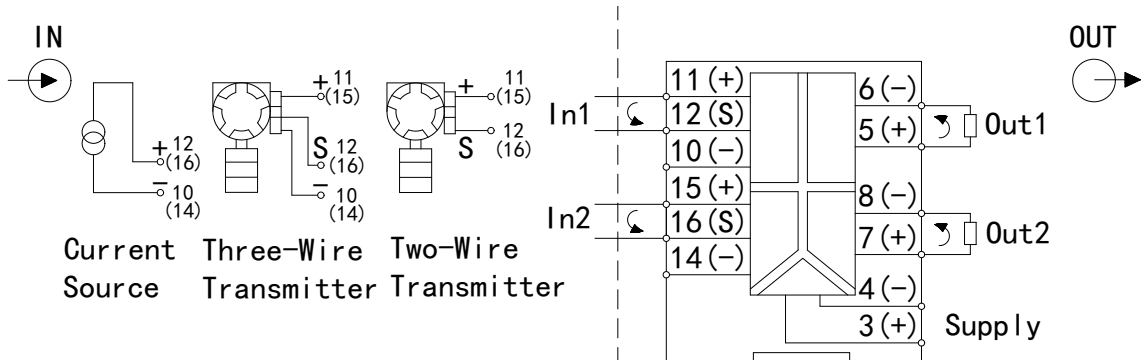 IN
+ 12
(16)
− 10
(14)
Current
Source
+ 11
(15)
S 12
(16)
− 10
(14)
Three-Wire
Transmitter
+ 11
(15)
S 12
(16)
Two-Wire
Transmitter
In1
In2
11(+)
12(S)
10(−)
15(+)
16(S)
14(−)
6(−)
5(+)
8(−)
7(+)
4(−)
3(+)
Out1
Out2
Supply
OUT